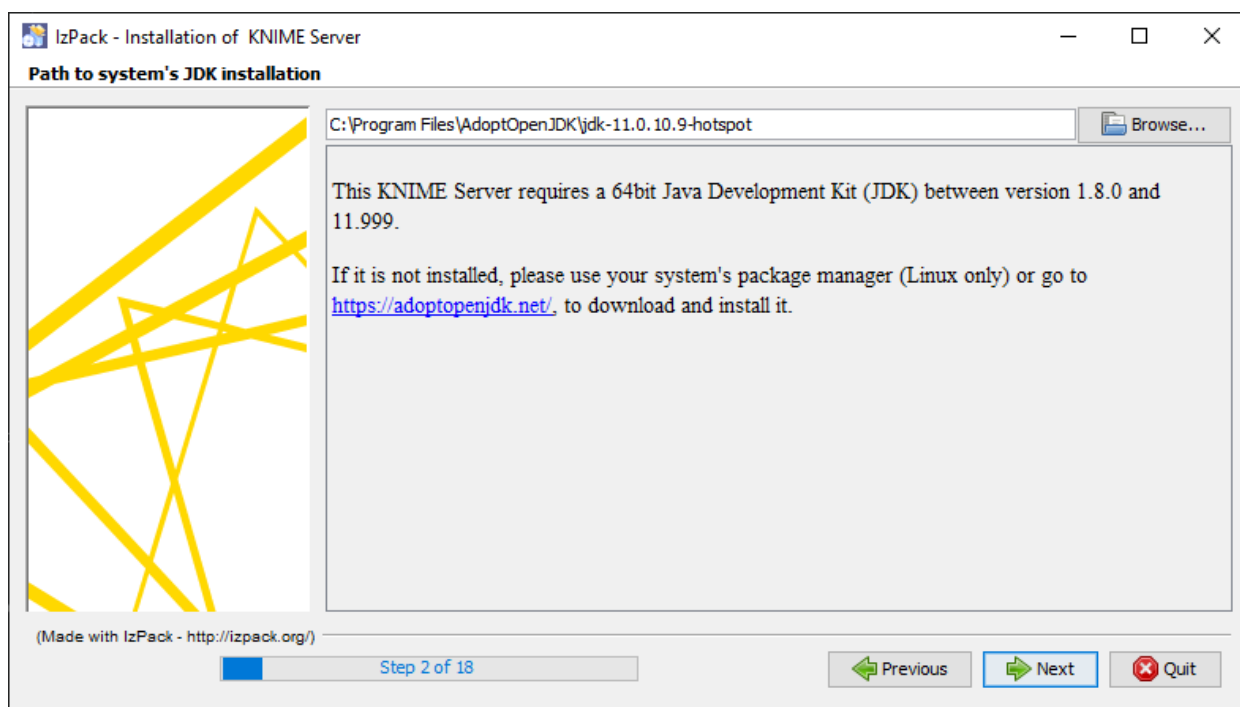 IzPack - Installation of KNIME Server
Path to system's JDK installation
C:\Program Files\AdoptOpenJDK\jdk-11.0.10.9-hotspot
Browse...
This KNIME Server requires a 64bit Java Development Kit (JDK) between version 1.8.0 and
11.999.
If it is not installed, please use your system's package manager (Linux only) or go to
https://adoptopenjdk.net/, to download and install it.
(Made with IzPack - http://izpack.org/)
Step 2 of 18
Previous
Next
Quit